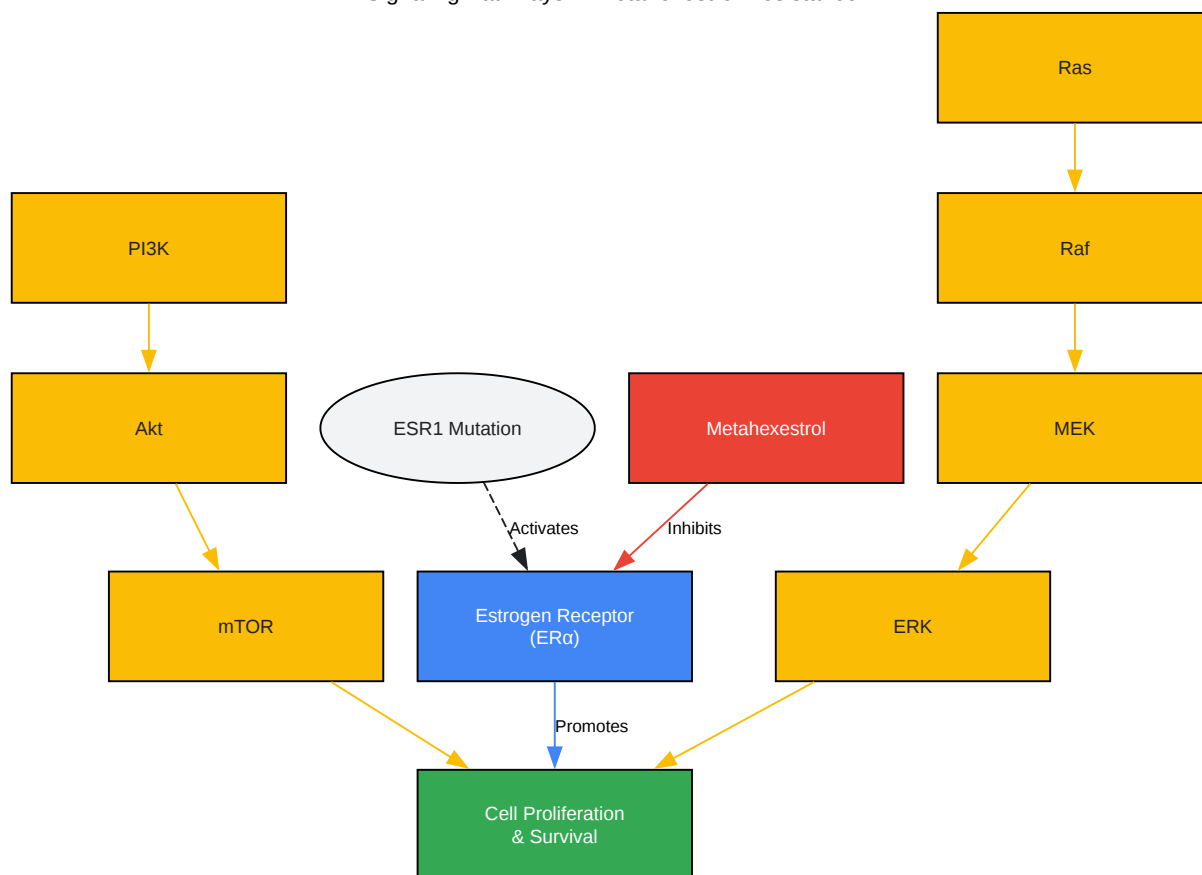 Ras
PI3K
Raf
Akt
ESR1 Mutation
Metahexestrol
MEK
Activates
Inhibits
mTOR
Estrogen Receptor
(ERα)
ERK
Promotes
Cell Proliferation
& Survival